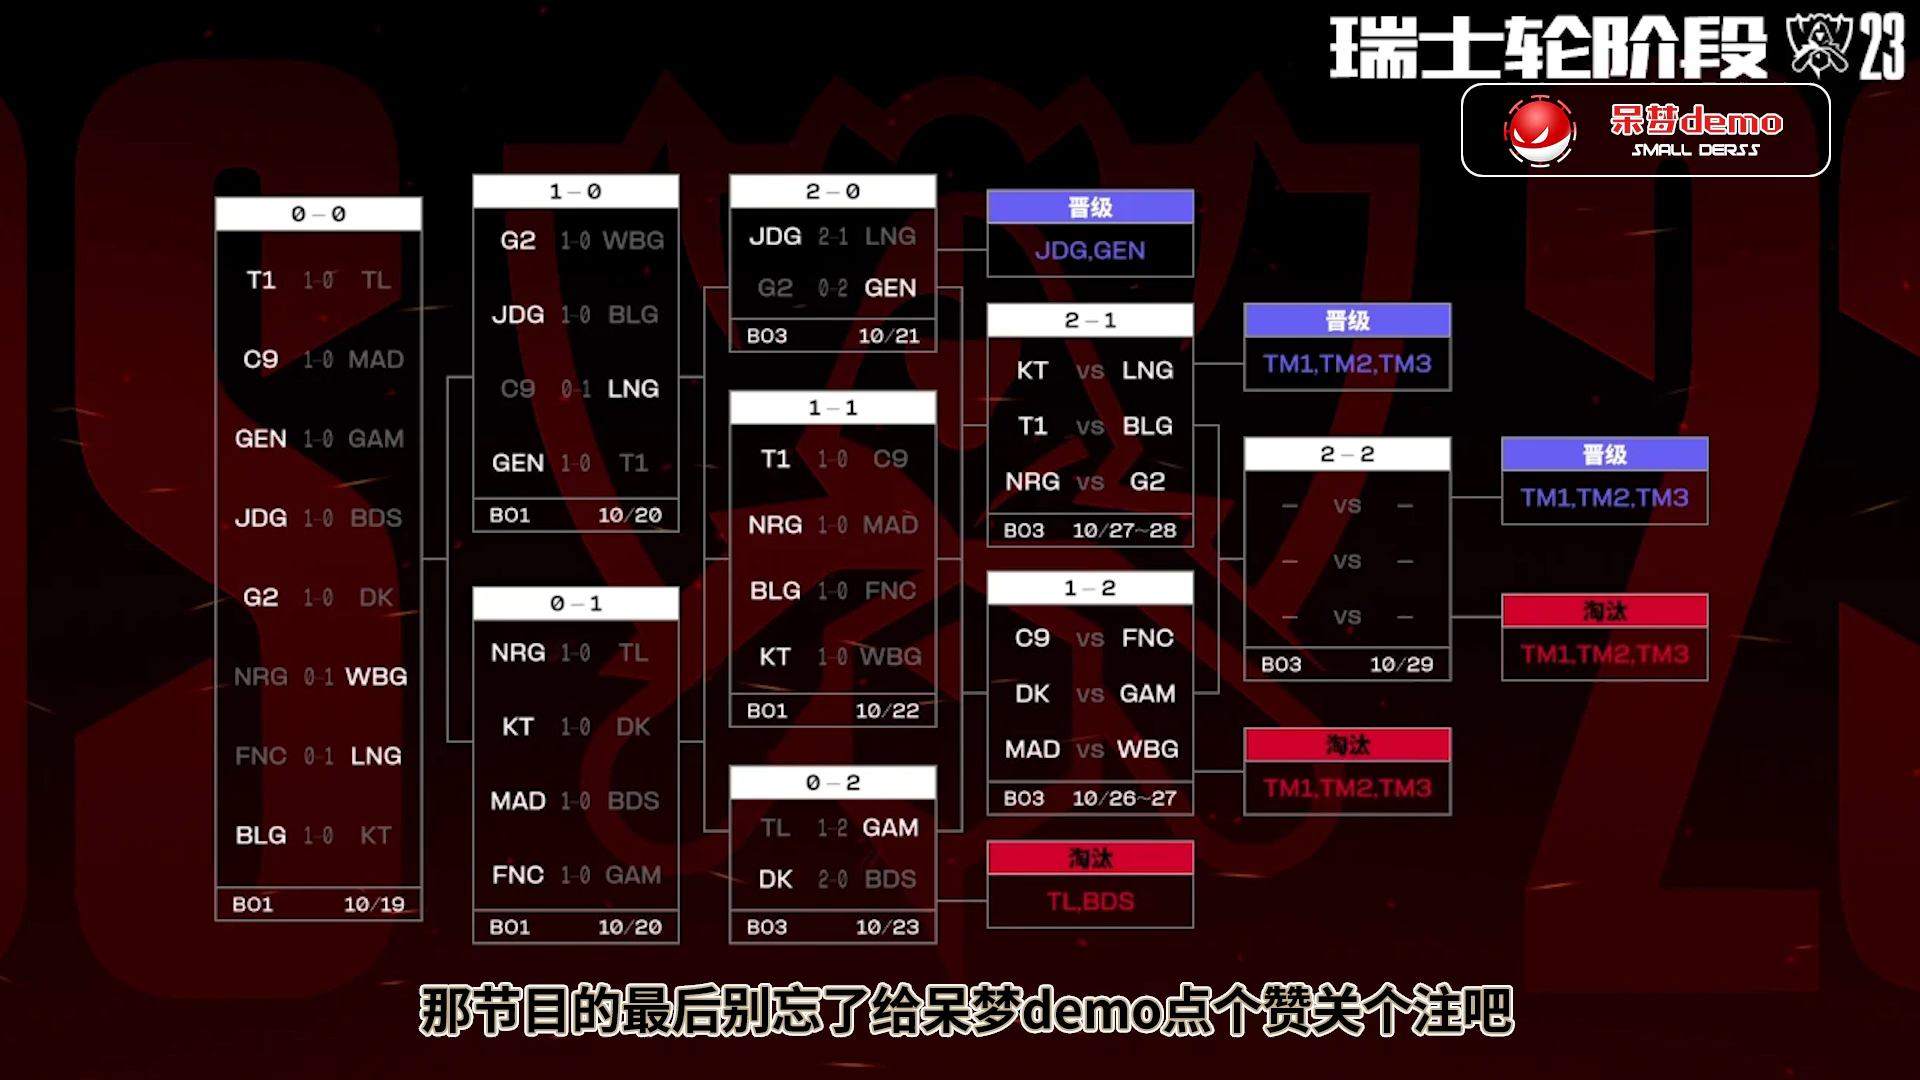 瑞士轮阶段 23
呆梦demo
SMALL DERSS
0-0
T1 1-0 TL
C9 1-0 MAD
GEN 1-0 GAM
JDG 1-0 BDS
G2 1-0 DK
NRG 0-1 WBG
FNC 0-1 LNG
BLG 1-0 KT
BO1 10/19
1-0
G2 1-0 WBG
JDG 1-0 BLG
C9 0-1 LNG
GEN 1-0 T1
BO1 10/20
0-1
NRG 1-0 TL
KT 1-0 DK
MAD 1-0 BDS
FNC 1-0 GAM
BO1 10/20
2-0
JDG 2-1 LNG
G2 0-2 GEN
BO3 10/21
1-1
T1 1-0 C9
NRG 1-0 MAD
BLG 1-0 FNC
KT 1-0 WBG
BO1 10/22
0-2
TL 1-2 GAM
DK 2-0 BDS
BO3 10/23
晋级
JDG,GEN
2-1
KT VS LNG
T1 VS BLG
NRG VS G2
BO3 10/27~28
1-2
C9 VS FNC
DK VS GAM
MAD VS WBG
BO3 10/26~27
淘汰
TL,BDS
晋级
TM1,TM2,TM3
2-2
- VS -
- VS -
- VS -
BO3 10/29
淘汰
TM1,TM2,TM3
晋级
TM1,TM2,TM3
淘汰
TM1,TM2,TM3
那节目的最后别忘了给呆梦demo点个赞关个注吧